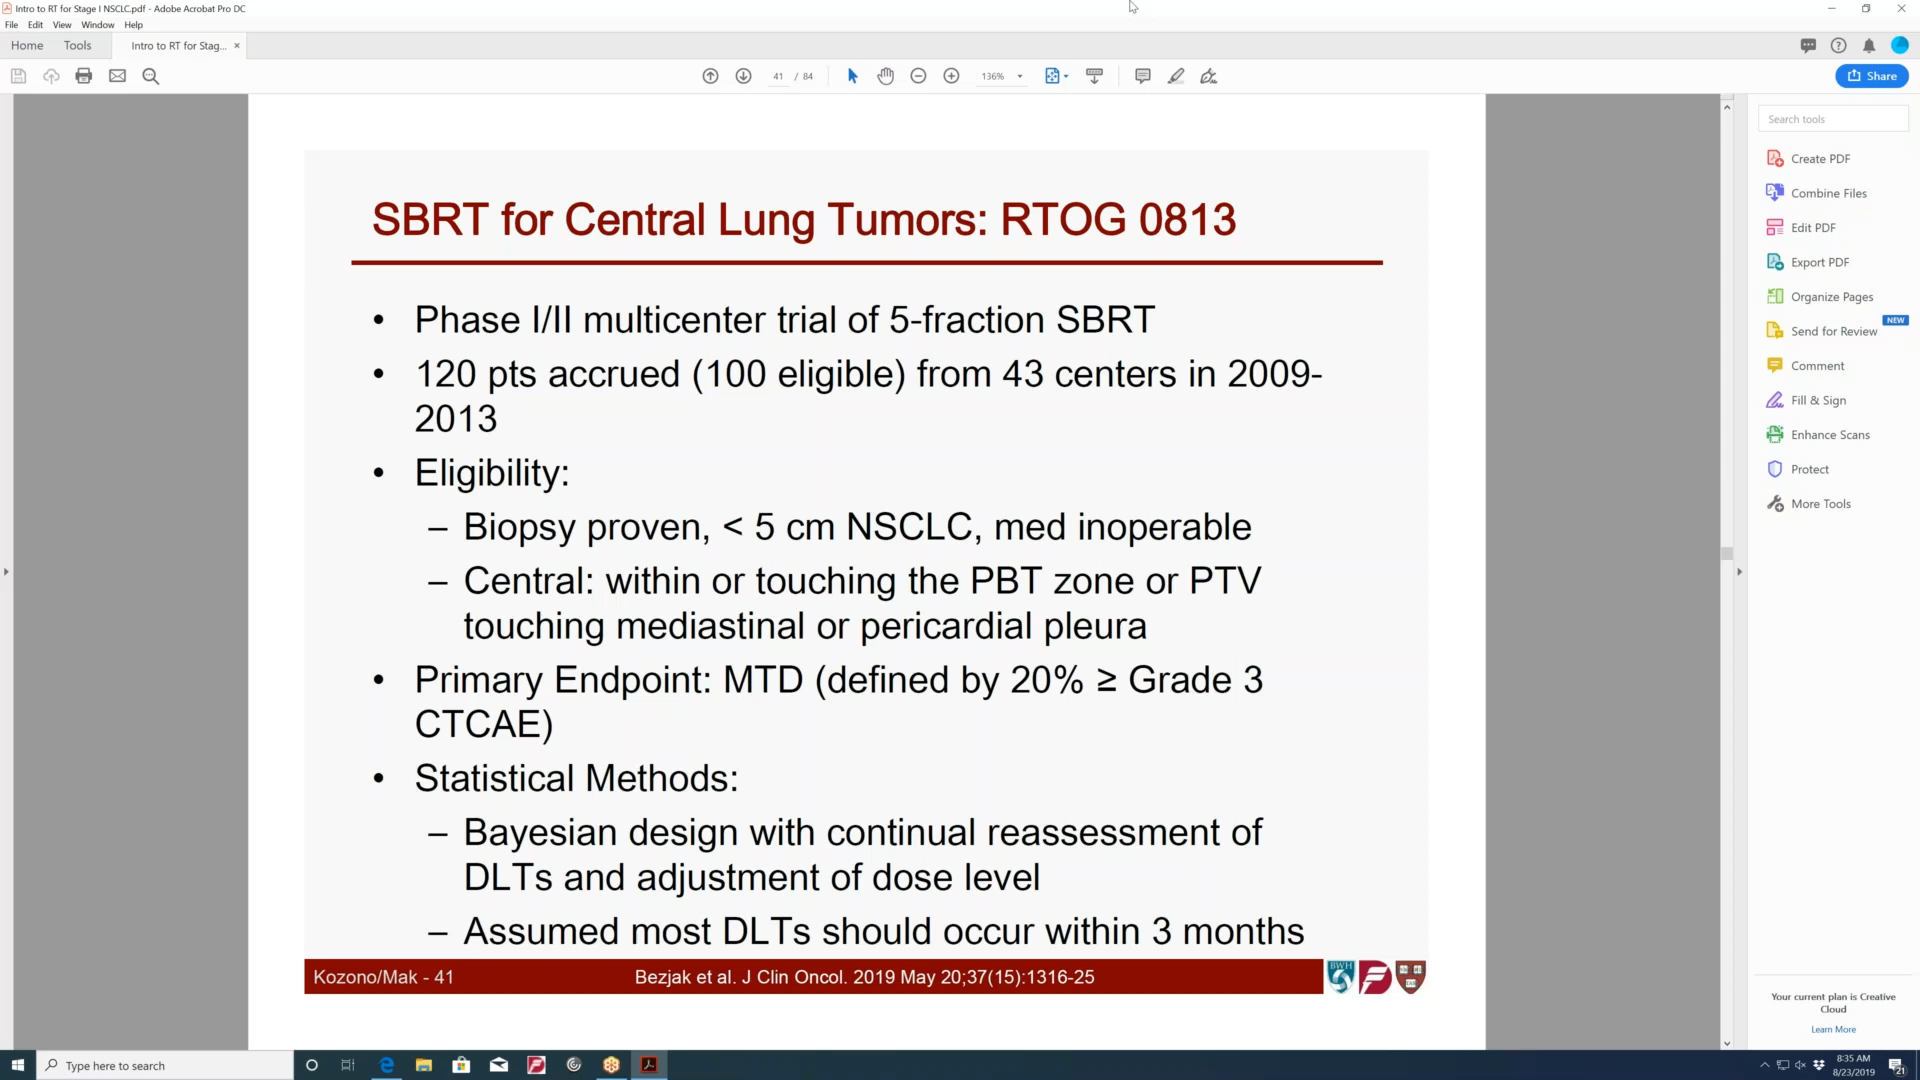 Intro to RT for Stage I NSCLC.pdf - Adobe Acrobat Pro DC
File Edit View Window Help
Home Tools Intro to RT for Stag... ×
41 / 84 136% Share
Search tools
Create PDF
Combine Files
Edit PDF
Export PDF
Organize Pages
NEW
Send for Review
Comment
Fill & Sign
Enhance Scans
Protect
More Tools
SBRT for Central Lung Tumors: RTOG 0813
• Phase I/II multicenter trial of 5-fraction SBRT
• 120 pts accrued (100 eligible) from 43 centers in 2009-
2013
• Eligibility:
– Biopsy proven, < 5 cm NSCLC, med inoperable
– Central: within or touching the PBT zone or PTV
touching mediastinal or pericardial pleura
• Primary Endpoint: MTD (defined by 20% ≥ Grade 3
CTCAE)
• Statistical Methods:
– Bayesian design with continual reassessment of
DLTs and adjustment of dose level
– Assumed most DLTs should occur within 3 months
Kozono/Mak - 41 Bezjak et al. J Clin Oncol. 2019 May 20;37(15):1316-25
BWH
Your current plan is Creative
Cloud
Learn More
Type here to search
8:35 AM
8/23/2019
21